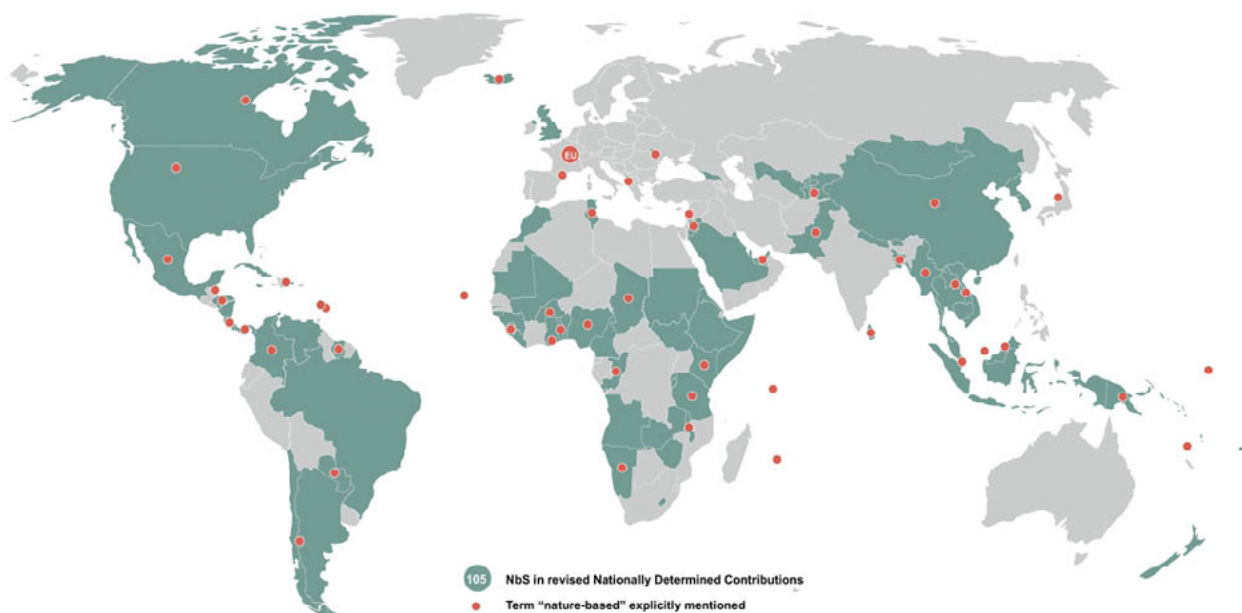 EU
105 NbS in revised Nationally Determined Contributions
Term “nature-based” explicitly mentioned